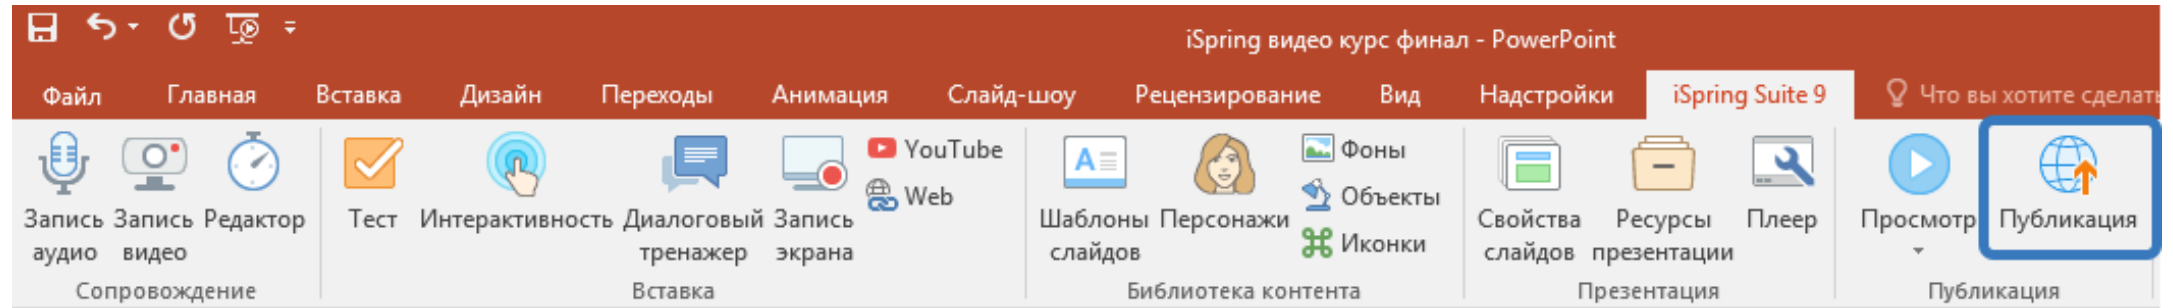 iSpring видео курс финал - PowerPoint
Файл Главная Вставка Дизайн Переходы Анимация Слайд-шоу Рецензирование Вид Надстройки iSpring Suite 9 Что вы хотите сделать
Запись аудио
Запись видео
Редактор
Сопровождение
Тест
Интерактивность
Диалоговый тренажер
Запись экрана
YouTube
Web
Вставка
Шаблоны слайдов
Персонажи
Фоны
Объекты
Иконки
Библиотека контента
Свойства слайдов
Ресурсы презентации
Плеер
Презентация
Просмотр
Публикация
Публикация